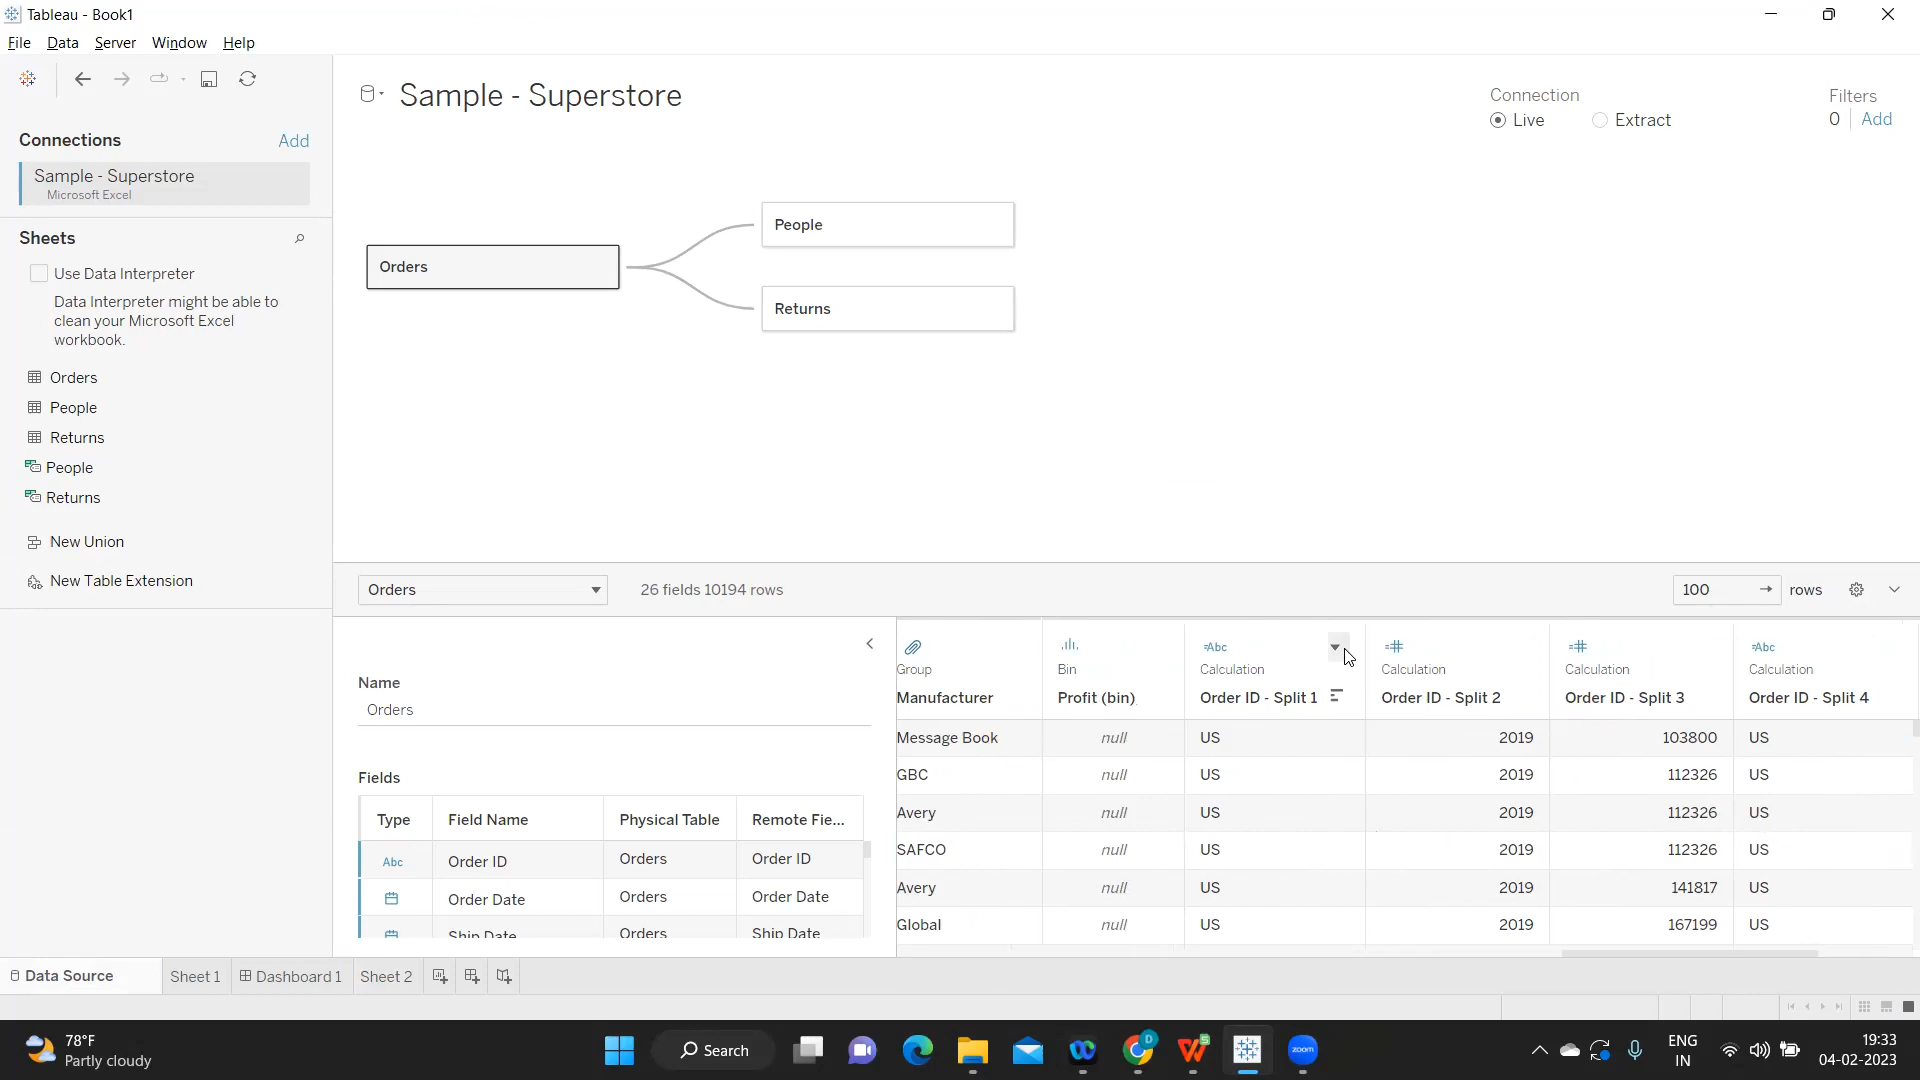 Tableau - Book1
File Data Server Window Help
Sample - Superstore
Connection
Live
Extract
Filters
0 Add
Connections
Add
Sample - Superstore
Microsoft Excel
Sheets
Use Data Interpreter
Data Interpreter might be able to
clean your Microsoft Excel
workbook.
Orders
People
Returns
People
Returns
New Union
New Table Extension
Orders
People
Returns
Orders
26 fields 10194 rows
100
rows
Name
Orders
Fields
Type Field Name Physical Table Remote Fie...
Abc Order ID Orders Order ID
Order Date Orders Order Date
Ship Date Orders Ship Date
=Abc =# =# =Abc
Group Bin Calculation Calculation Calculation Calculation
Manufacturer Profit (bin) Order ID - Split 1 Order ID - Split 2 Order ID - Split 3 Order ID - Split 4
Message Book null US 2019 103800 US
GBC null US 2019 112326 US
Avery null US 2019 112326 US
SAFCO null US 2019 112326 US
Avery null US 2019 141817 US
Global null US 2019 167199 US
Data Source Sheet 1 Dashboard 1 Sheet 2
78°F
Partly cloudy
Search
zoom
ENG
IN
19:33
04-02-2023